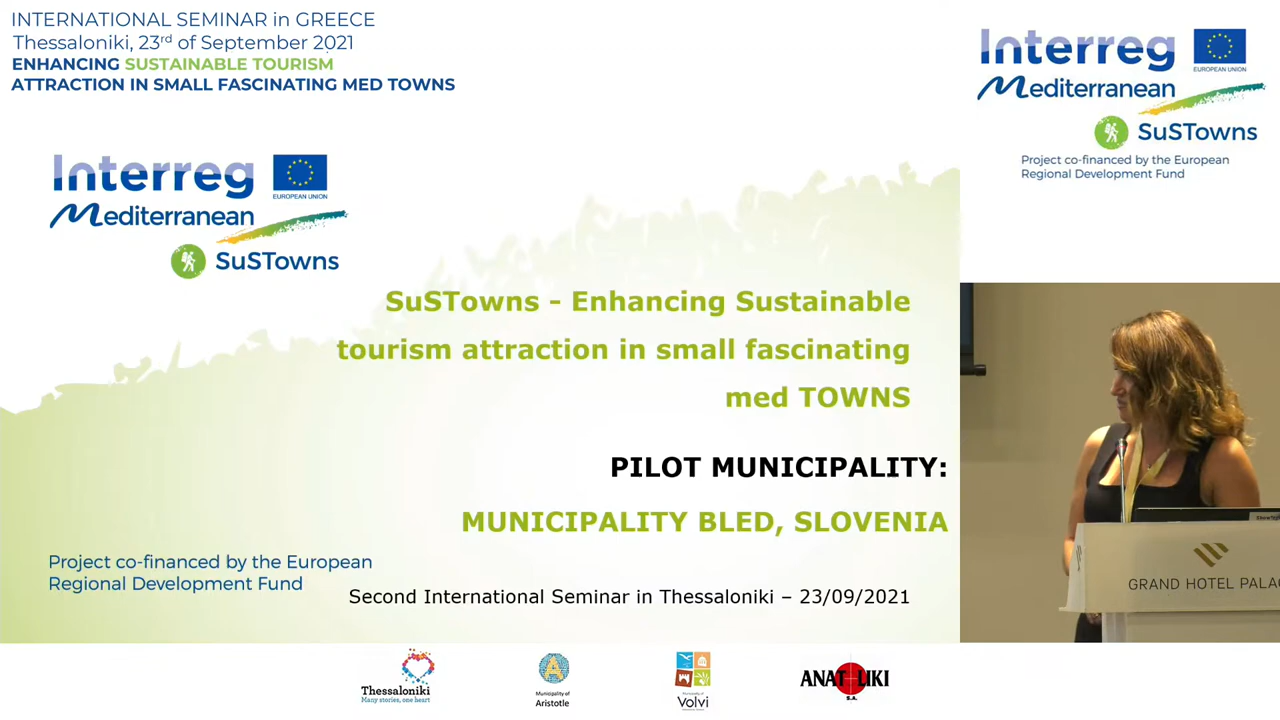 INTERNATIONAL SEMINAR in GREECE
Thessaloniki, 23rd of September 2021
ENHANCING SUSTAINABLE TOURISM
ATTRACTION IN SMALL FASCINATING MED TOWNS
Interreg
EUROPEAN UNION
Mediterranean
SuSTowns
Project co-financed by the European
Regional Development Fund
Interreg
EUROPEAN UNION
Mediterranean
SuSTowns
SuSTowns - Enhancing Sustainable
tourism attraction in small fascinating
med TOWNS
PILOT MUNICIPALITY:
MUNICIPALITY BLED, SLOVENIA
Project co-financed by the European
Regional Development Fund
Second International Seminar in Thessaloniki – 23/09/2021
GRAND HOTEL PALAC
Thessaloniki
Many stories, one heart
Municipality of
Aristotle
Municipality of
Volvi
ANATOLIKI
S.A.